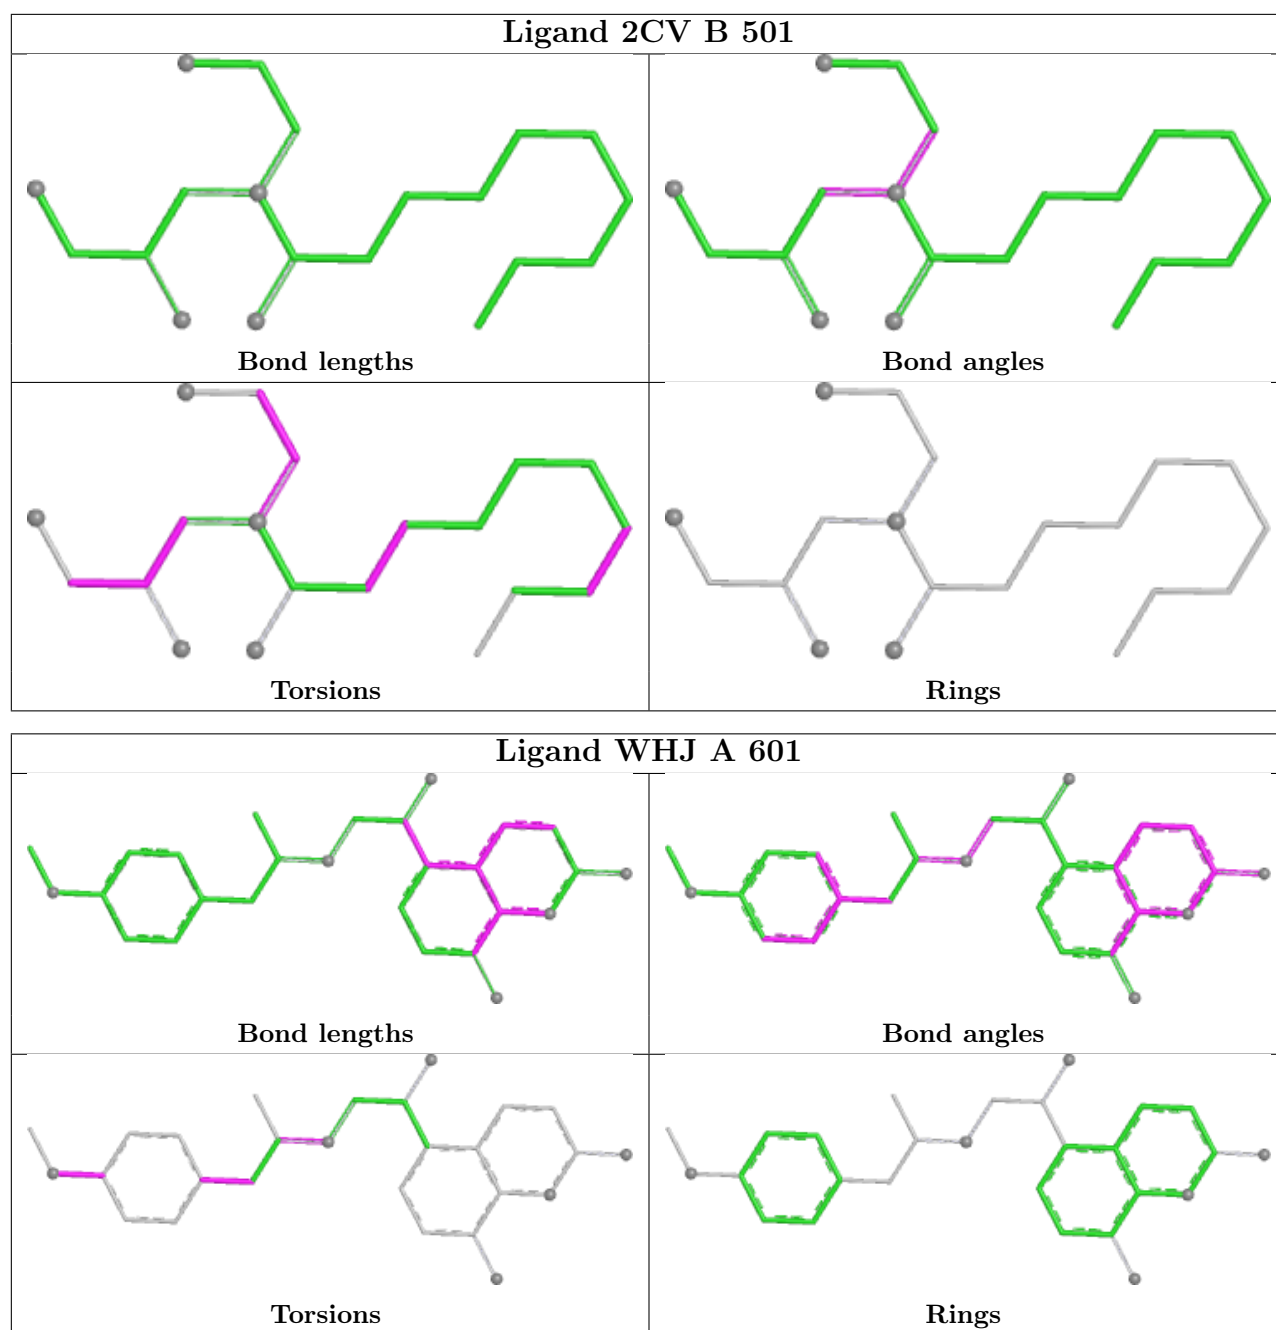 Ligand 2CV B 501
Bond lengths
Bond angles
Torsions
Rings
Ligand WHJ A 601
Bond lengths
Bond angles
Torsions
Rings